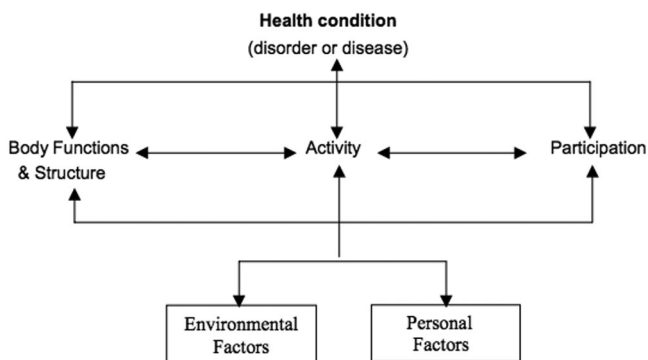 Health condition
(disorder or disease)
Body Functions
& Structure
Activity
Participation
Environmental
Factors
Personal
Factors